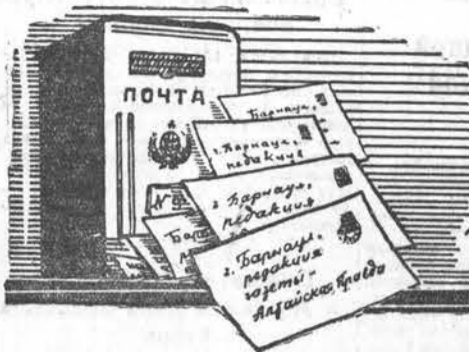 ПОЧТА
Барнаул,
г. Барнаул,
редакция
г. Барнаул,
редакция
г. Барнаул,
редакция
газеты -
Алтайская Правда